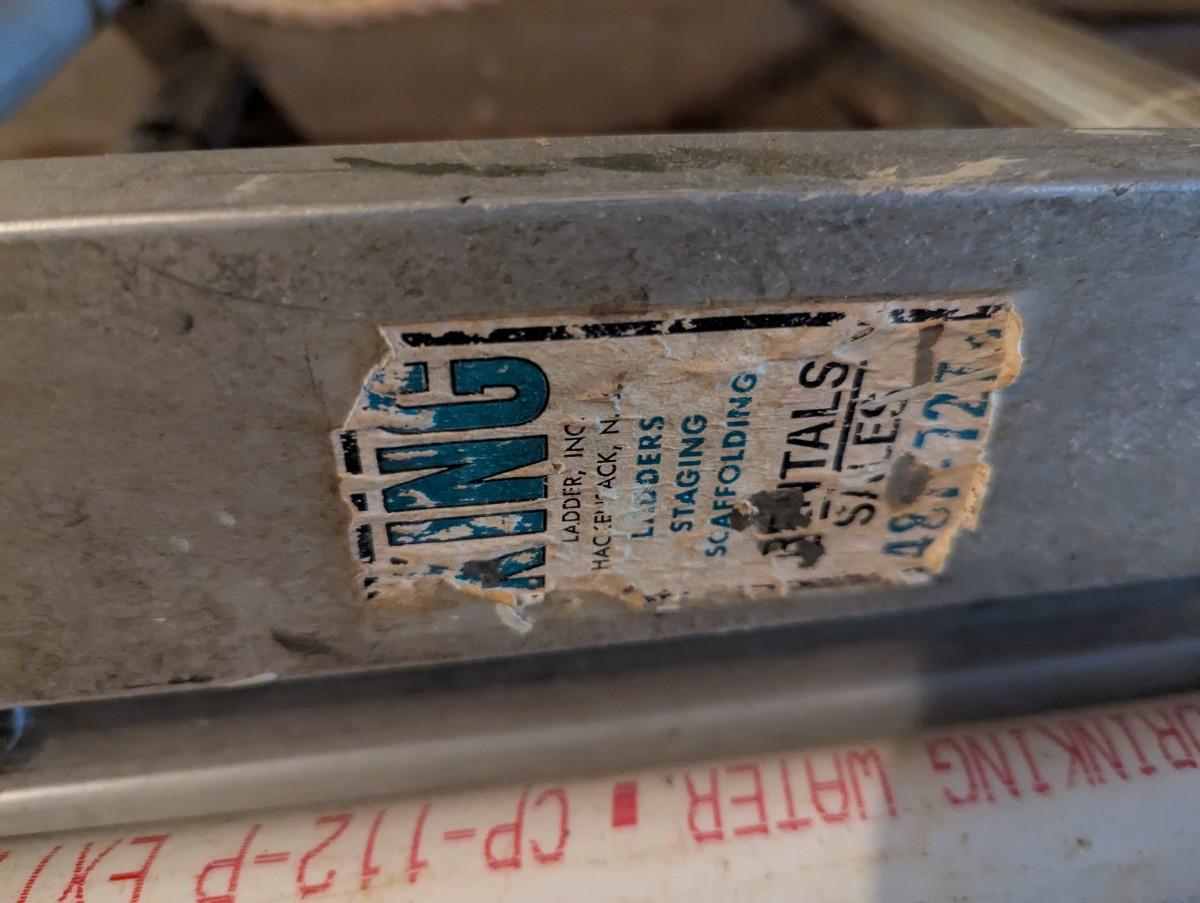 KING
LADDER, INC.
HACKENSACK, N.
LADDERS
STAGING
SCAFFOLDING
RENTALS
SALES
DRINKING WATER ▪ CP-112-P